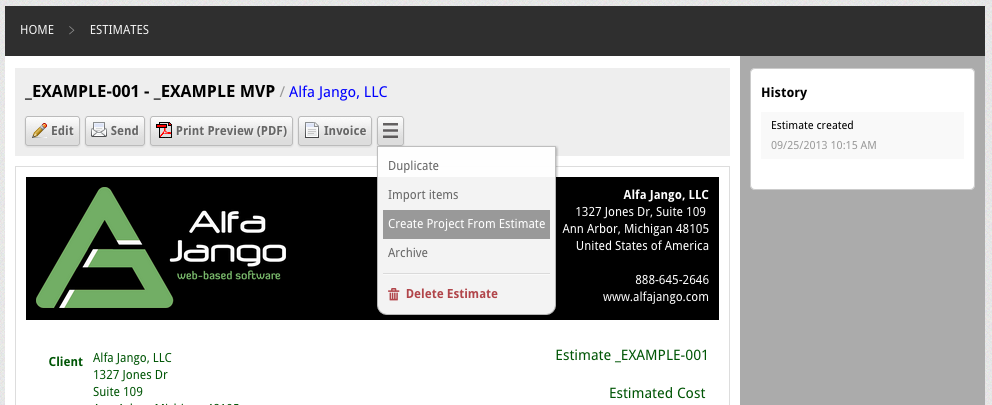 HOME > ESTIMATES
_EXAMPLE-001 - _EXAMPLE MVP / Alfa Jango, LLC
Edit
Send
Print Preview (PDF)
Invoice
Duplicate
Import items
Create Project From Estimate
Archive
Delete Estimate
Alfa
Jango
web-based software
Alfa Jango, LLC
1327 Jones Dr, Suite 109
Ann Arbor, Michigan 48105
United States of America
888-645-2646
www.alfajango.com
Client
Alfa Jango, LLC
1327 Jones Dr
Suite 109
Estimate _EXAMPLE-001
Estimated Cost
History
Estimate created
09/25/2013 10:15 AM